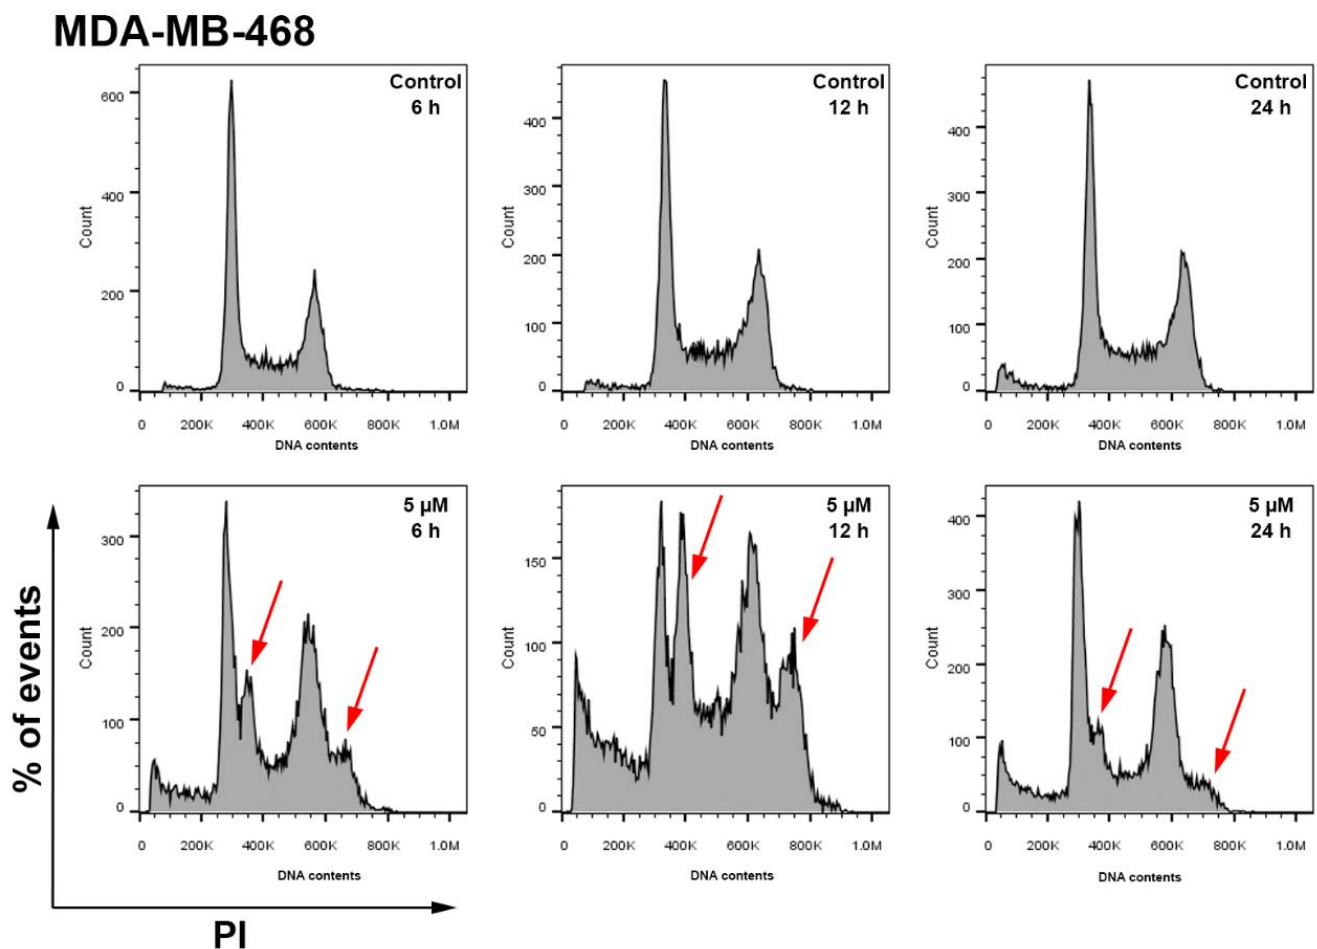 MDA-MB-468
Control
6 h
600
400
200
0
Count
0 200K 400K 600K 800K 1.0M
DNA contents
Control
12 h
400
300
200
100
0
Count
0 200K 400K 600K 800K 1.0M
DNA contents
Control
24 h
400
300
200
100
0
Count
0 200K 400K 600K 800K 1.0M
DNA contents
5 µM
6 h
300
200
100
0
Count
0 200K 400K 600K 800K 1.0M
DNA contents
5 µM
12 h
150
100
50
0
Count
0 200K 400K 600K 800K 1.0M
DNA contents
5 µM
24 h
400
300
200
100
0
Count
0 200K 400K 600K 800K 1.0M
DNA contents
% of events
PI